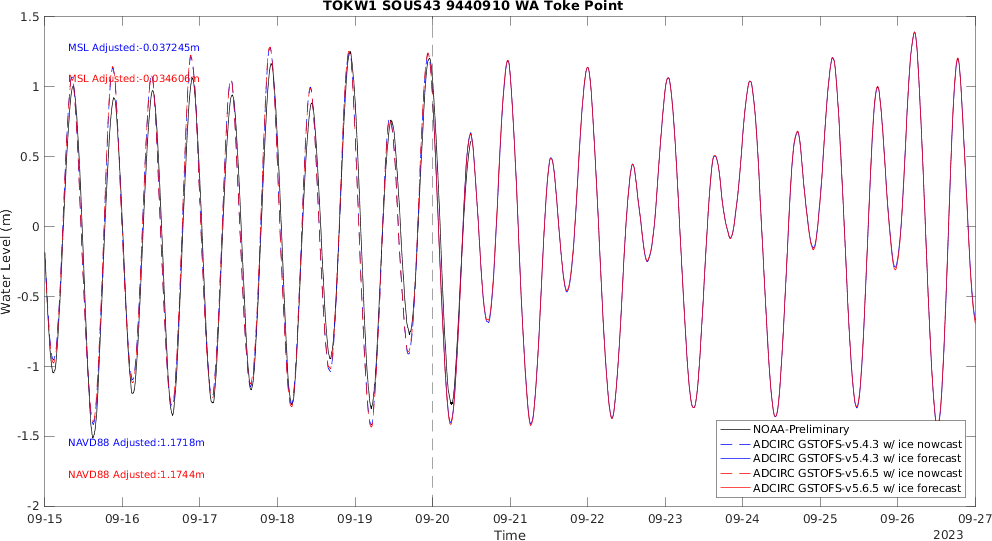 TOKW1 SOUS43 9440910 WA Toke Point
MSL Adjusted:-0.037245m
MSL Adjusted:-0.034606m
NAVD88 Adjusted:1.1718m
NAVD88 Adjusted:1.1744m
Water Level (m)
1.5
1
0.5
0
-0.5
-1
-1.5
-2
NOAA-Preliminary
ADCIRC GSTOFS-v5.4.3 w/ ice nowcast
ADCIRC GSTOFS-v5.4.3 w/ ice forecast
ADCIRC GSTOFS-v5.6.5 w/ ice nowcast
ADCIRC GSTOFS-v5.6.5 w/ ice forecast
09-15 09-16 09-17 09-18 09-19 09-20 09-21 09-22 09-23 09-24 09-25 09-26 09-27
Time
2023